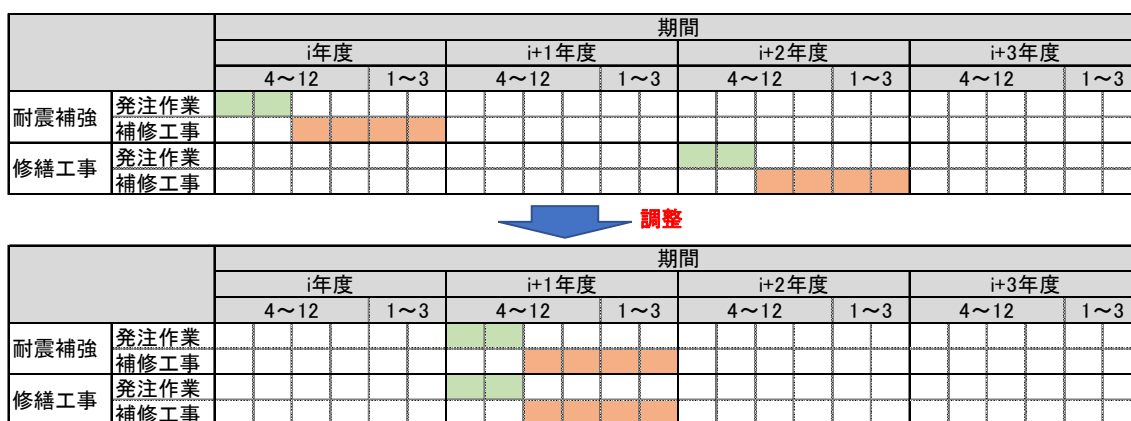 期間
i年度 i+1年度 i+2年度 i+3年度
4～12 1～3 4～12 1～3 4～12 1～3 4～12 1～3
耐震補強 発注作業
補修工事
修繕工事 発注作業
補修工事
調整
期間
i年度 i+1年度 i+2年度 i+3年度
4～12 1～3 4～12 1～3 4～12 1～3 4～12 1～3
耐震補強 発注作業
補修工事
修繕工事 発注作業
補修工事